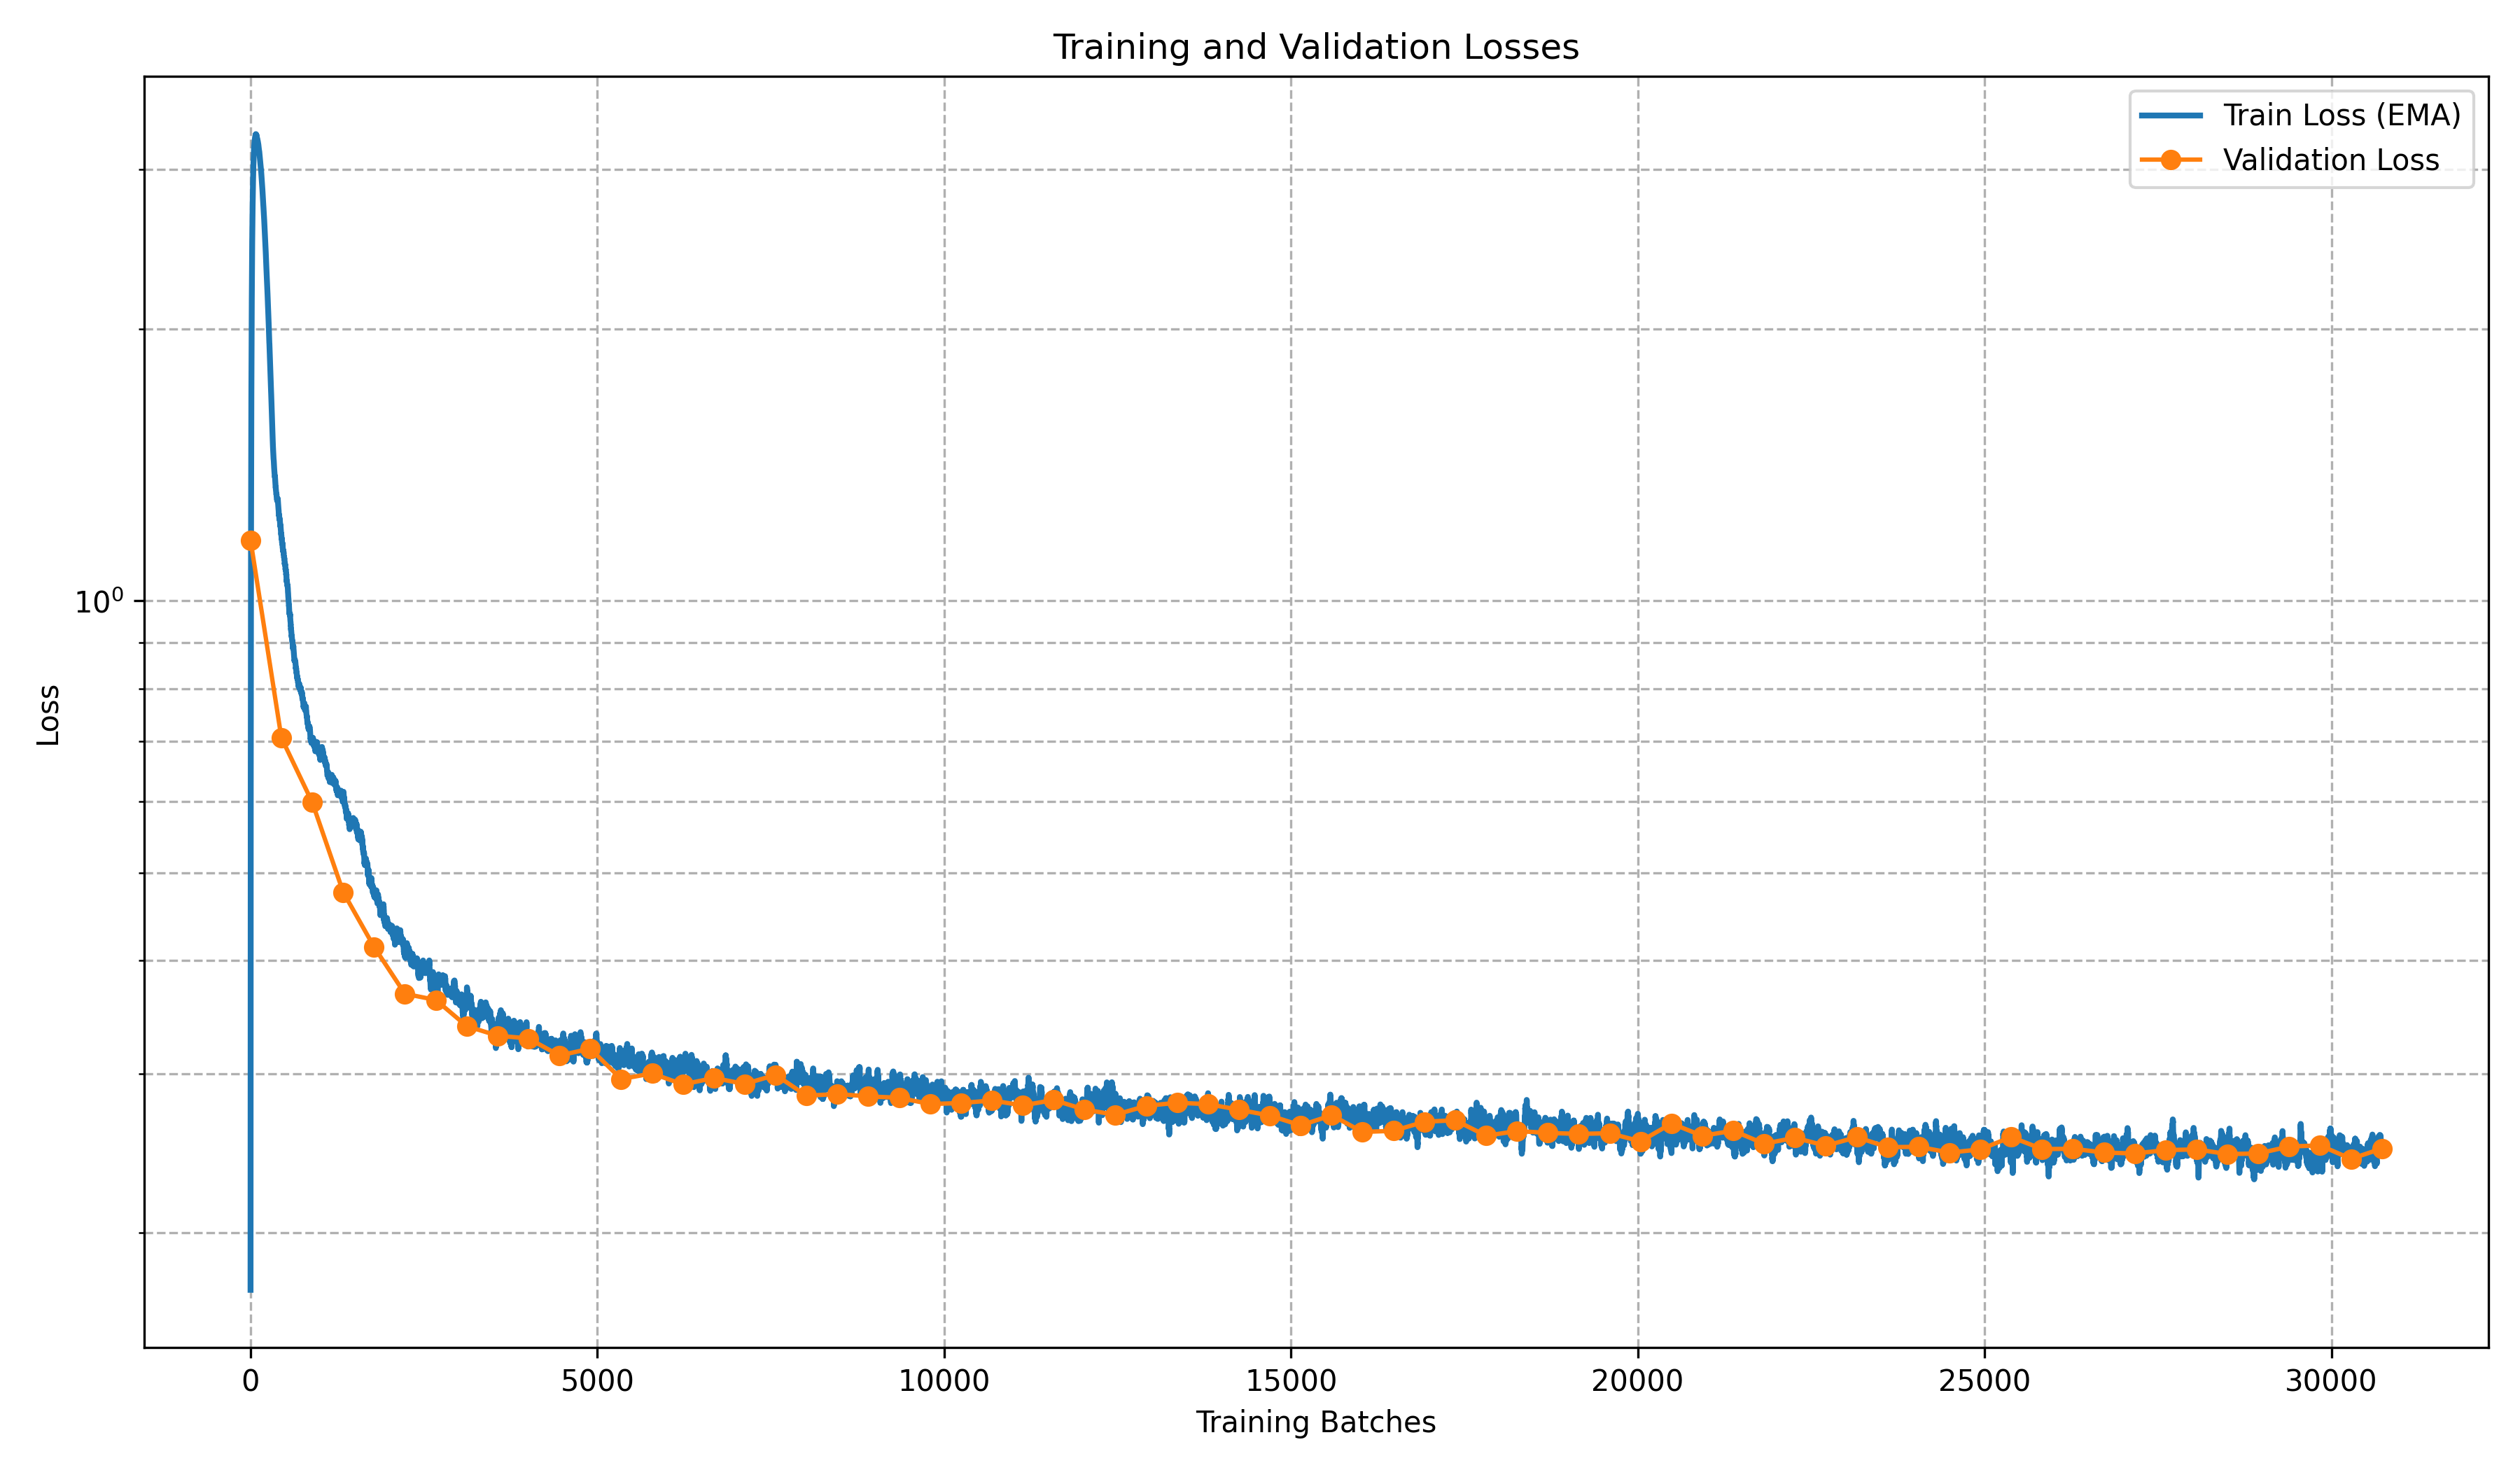 Training and Validation Losses
Train Loss (EMA)
Validation Loss
10⁰
Loss
0 5000 10000 15000 20000 25000 30000
Training Batches